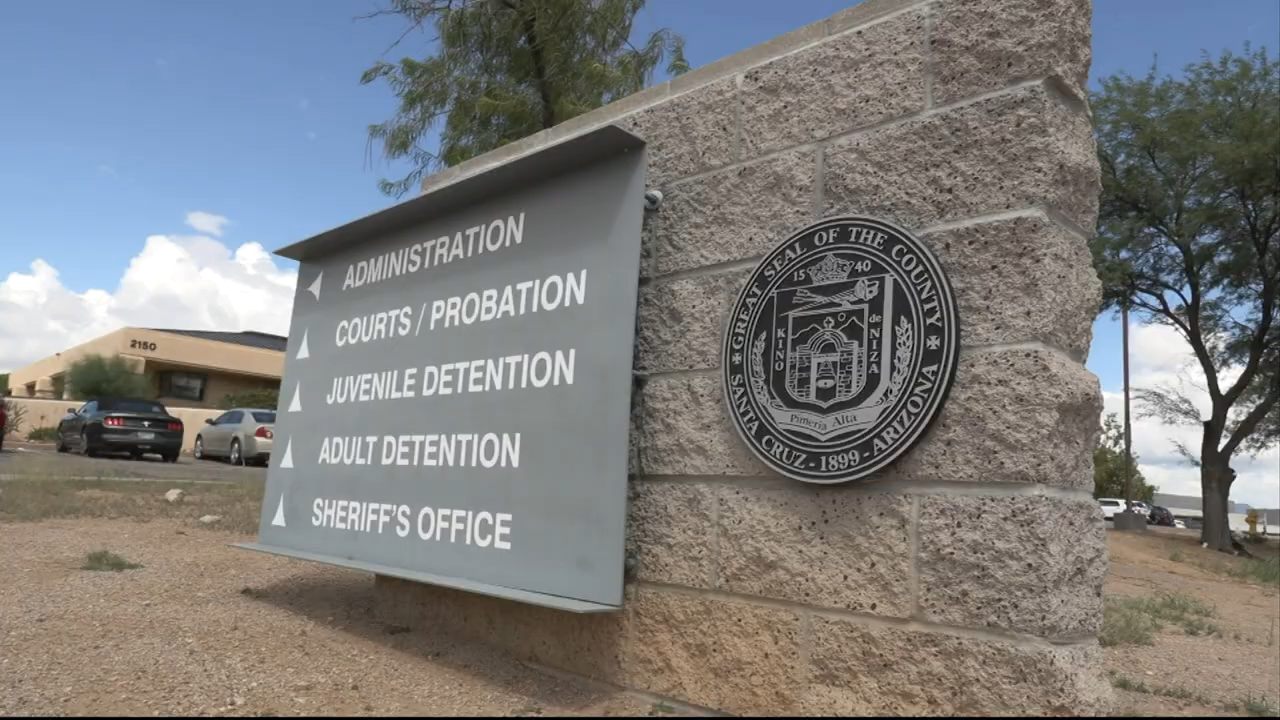 ADMINISTRATION
COURTS / PROBATION
JUVENILE DETENTION
ADULT DETENTION
SHERIFF'S OFFICE
2150
GREAT SEAL OF THE COUNTY
SANTA CRUZ - 1899 - ARIZONA
15 40
KINO
de NIZA
Pimeria Alta